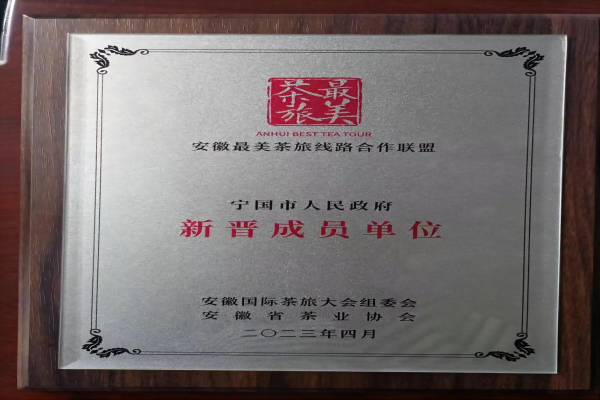 最美
茶旅
ANHUI BEST TEA TOUR
安徽最美茶旅线路合作联盟
宁国市人民政府
新晋成员单位
安徽国际茶旅大会组委会
安徽省茶业协会
二〇二三年四月